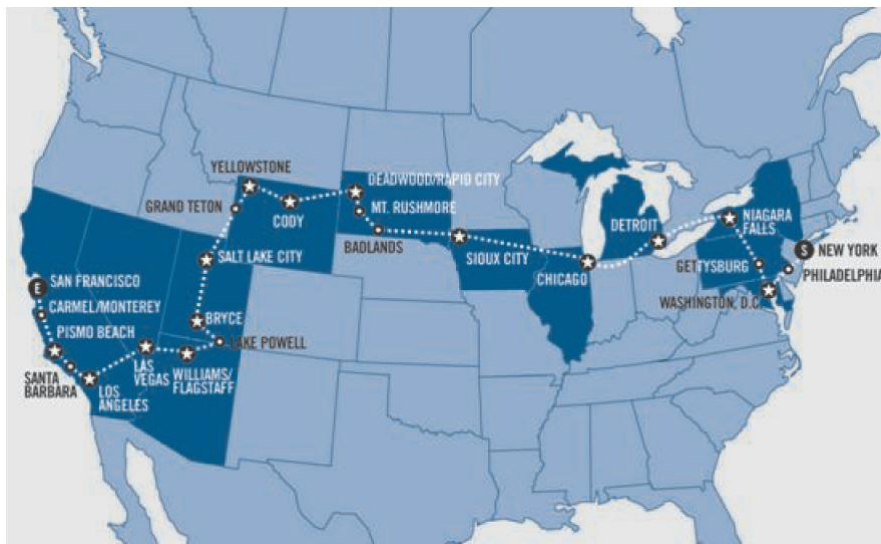 YELLOWSTONE
DEADWOOD/RAPID CITY
GRAND TETON
CODY
MT. RUSHMORE
BADLANDS
SIOUX CITY
DETROIT
NIAGARA
FALLS
S
NEW YORK
SALT LAKE CITY
CHICAGO
GETTYSBURG
PHILADELPHIA
WASHINGTON, D.C.
E
SAN FRANCISCO
CARMEL/MONTEREY
PISMO BEACH
BRYCE
LAKE POWELL
SANTA
BARBARA
LOS
ANGELES
LAS
VEGAS
WILLIAMS/
FLAGSTAFF